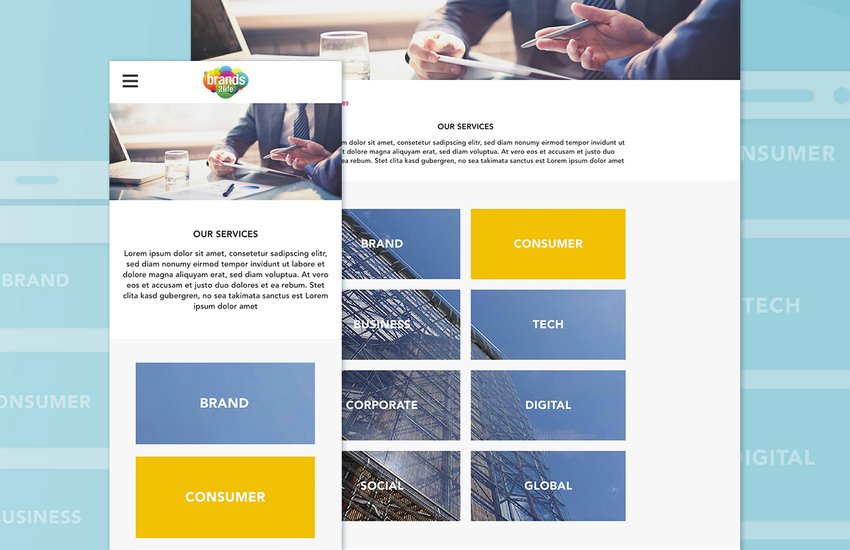 brands
2life
OUR SERVICES
Lorem ipsum dolor sit amet, consetetur sadipscing elitr,
sed diam nonumy eirmod tempor invidunt ut labore et
dolore magna aliquyam erat, sed diam voluptua. At vero
eos et accusam et justo duo dolores et ea rebum. Stet
clita kasd gubergren, no sea takimata sanctus est Lorem
ipsum dolor amet
BRAND
CONSUMER
OUR SERVICES
dolor sit amet, consetetur sadipscing elitr, sed diam nonumy eirmod tempor invidunt ut
dolore magna aliquyam erat, sed diam voluptua. At vero eos et accusam et justo duo
ea rebum. Stet clita kasd gubergren, no sea takimata sanctus est Lorem ipsum dolor amet
BRAND
CONSUMER
BUSINESS
TECH
CORPORATE
DIGITAL
SOCIAL
GLOBAL
BRAND
ONSUMER
USINESS
NSUMER
TECH
DIGITAL